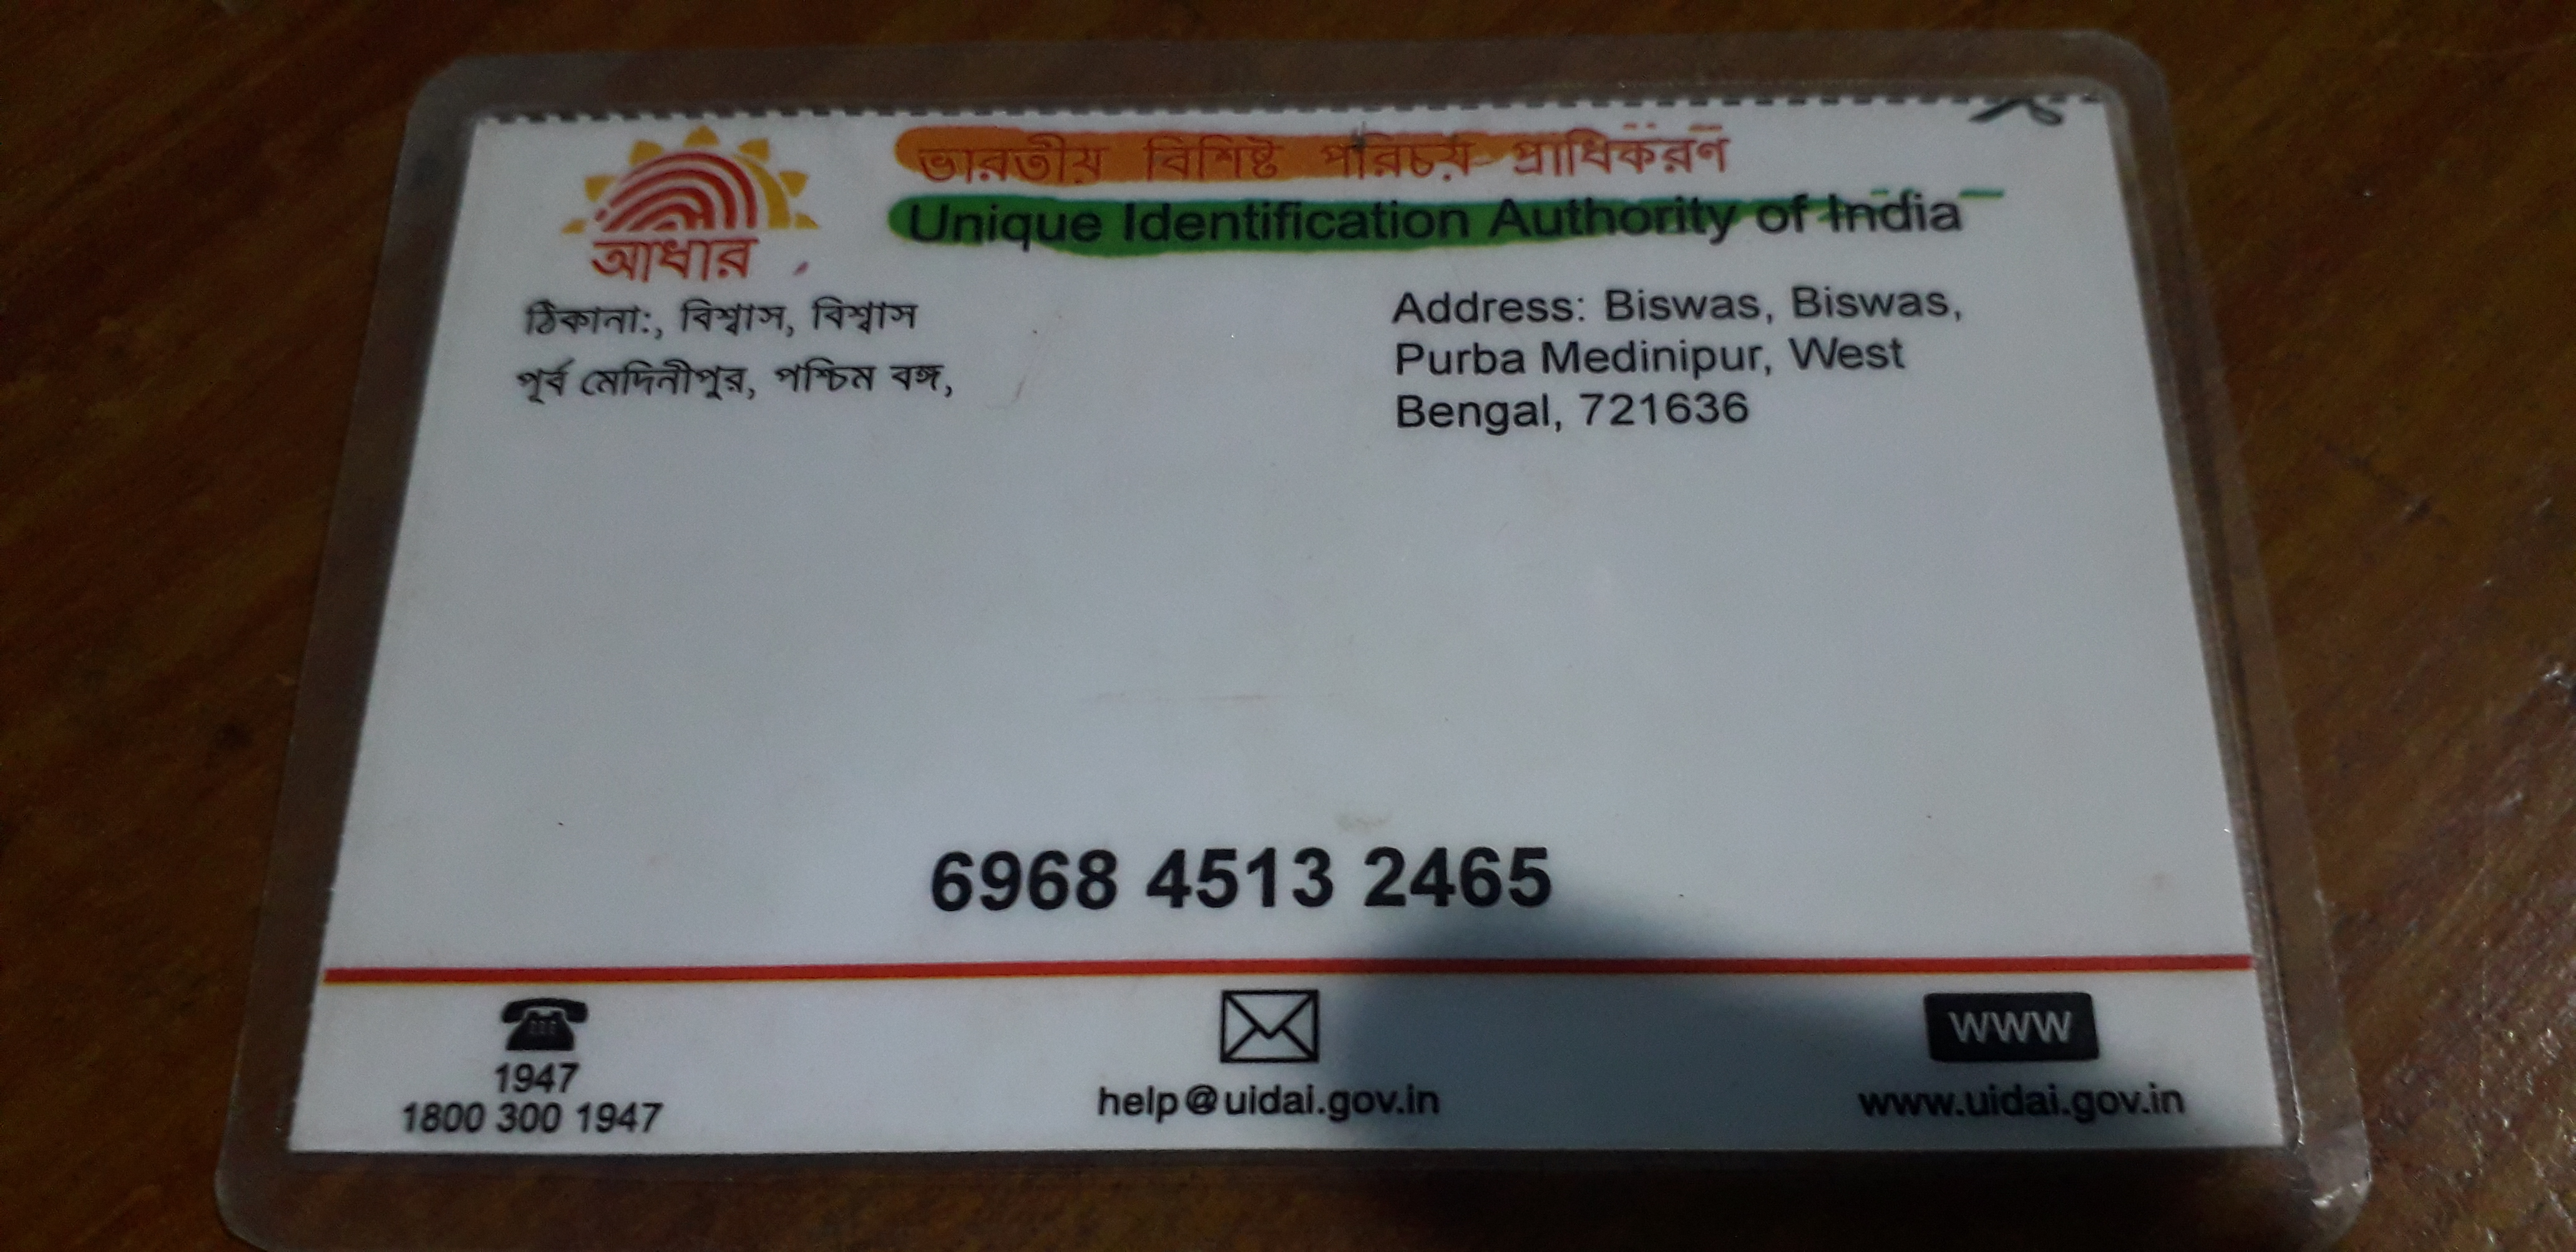 ভারতীয় বিশিষ্ট পরিচয় প্রাধিকরণ
Unique Identification Authority of India
আধার
ঠিকানা:, বিশ্বাস, বিশ্বাস
পূর্ব মেদিনীপুর, পশ্চিম বঙ্গ,
Address: Biswas, Biswas,
Purba Medinipur, West
Bengal, 721636
6968 4513 2465
1947
1800 300 1947
help@uidai.gov.in
WWW
www.uidai.gov.in